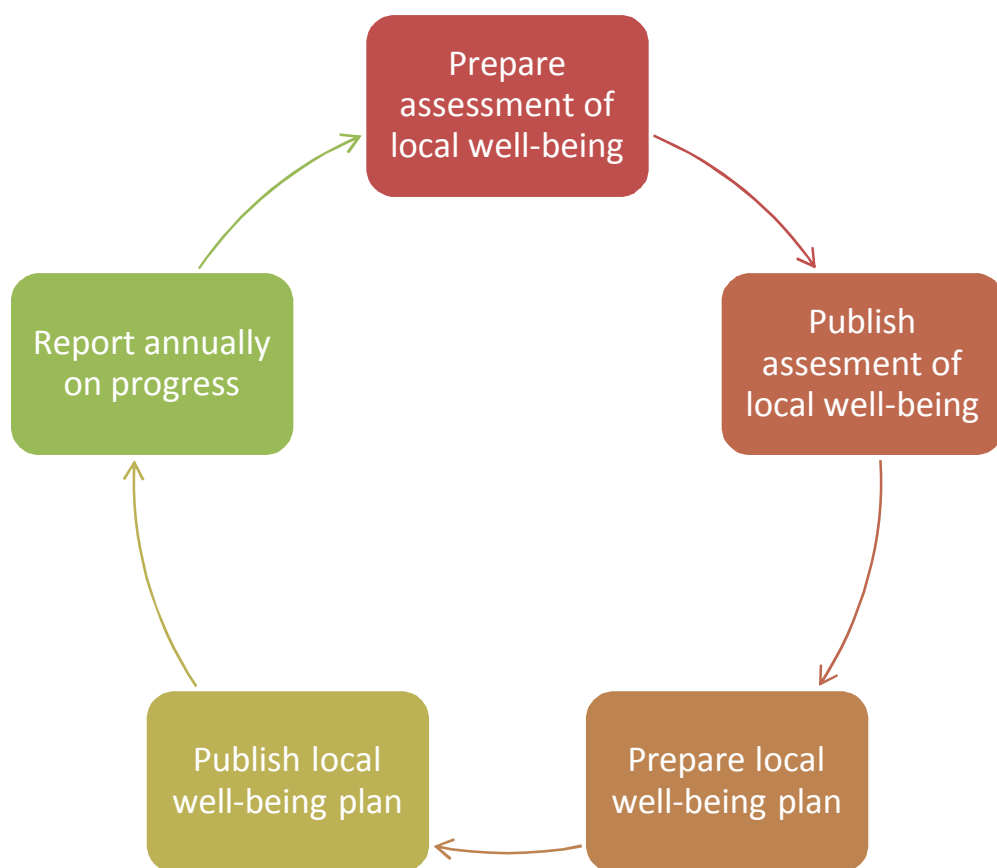 Prepare
assessment of
local well-being
Publish
assesment of
local well-being
Prepare local
well-being plan
Publish local
well-being plan
Report annually
on progress